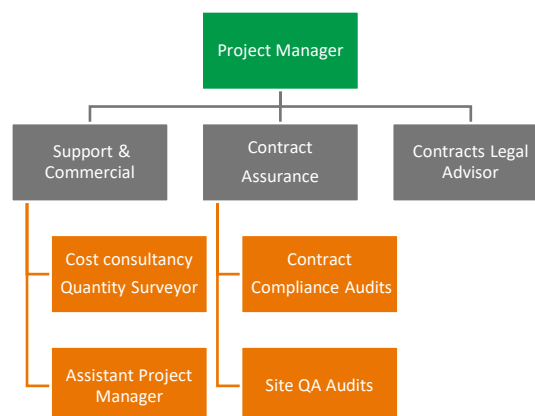 Project Manager
Support &
Commercial
Contract
Assurance
Contracts Legal
Advisor
Cost consultancy
Quantity Surveyor
Contract
Compliance Audits
Assistant Project
Manager
Site QA Audits